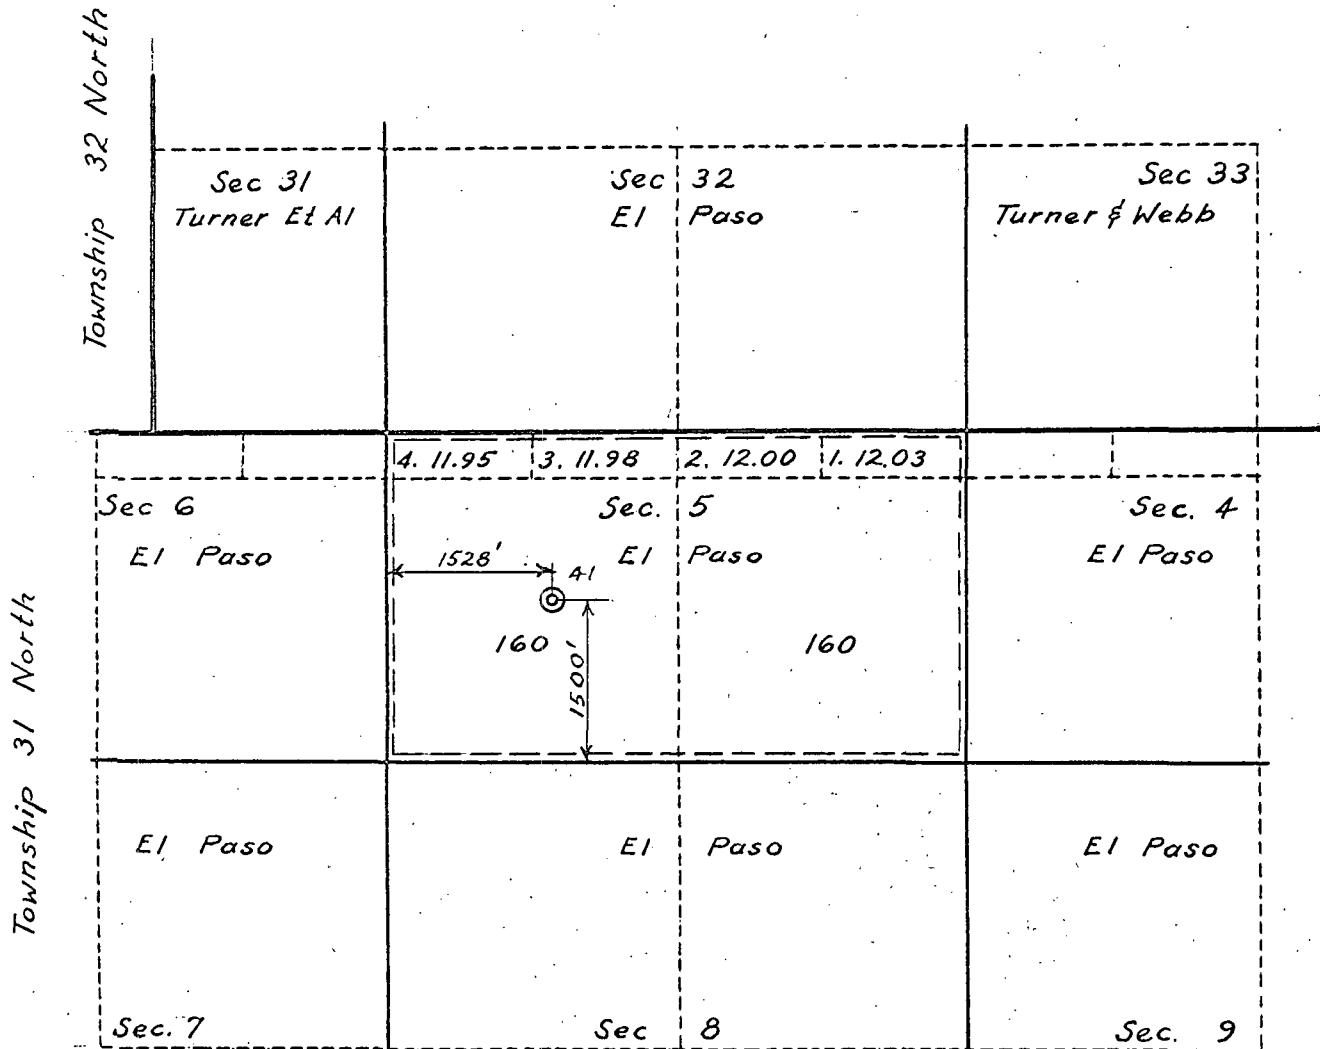 Township 32 North
Sec 31
Turner Et Al
Sec 32
El Paso
Sec 33
Turner & Webb
4. 11.95
3. 11.98
2. 12.00
1. 12.03
Township 31 North
Sec 6
El Paso
Sec. 5
El Paso
Sec. 4
El Paso
1528'
41
160
1500'
160
El Paso
El Paso
El Paso
Sec. 7
Sec 8
Sec. 9